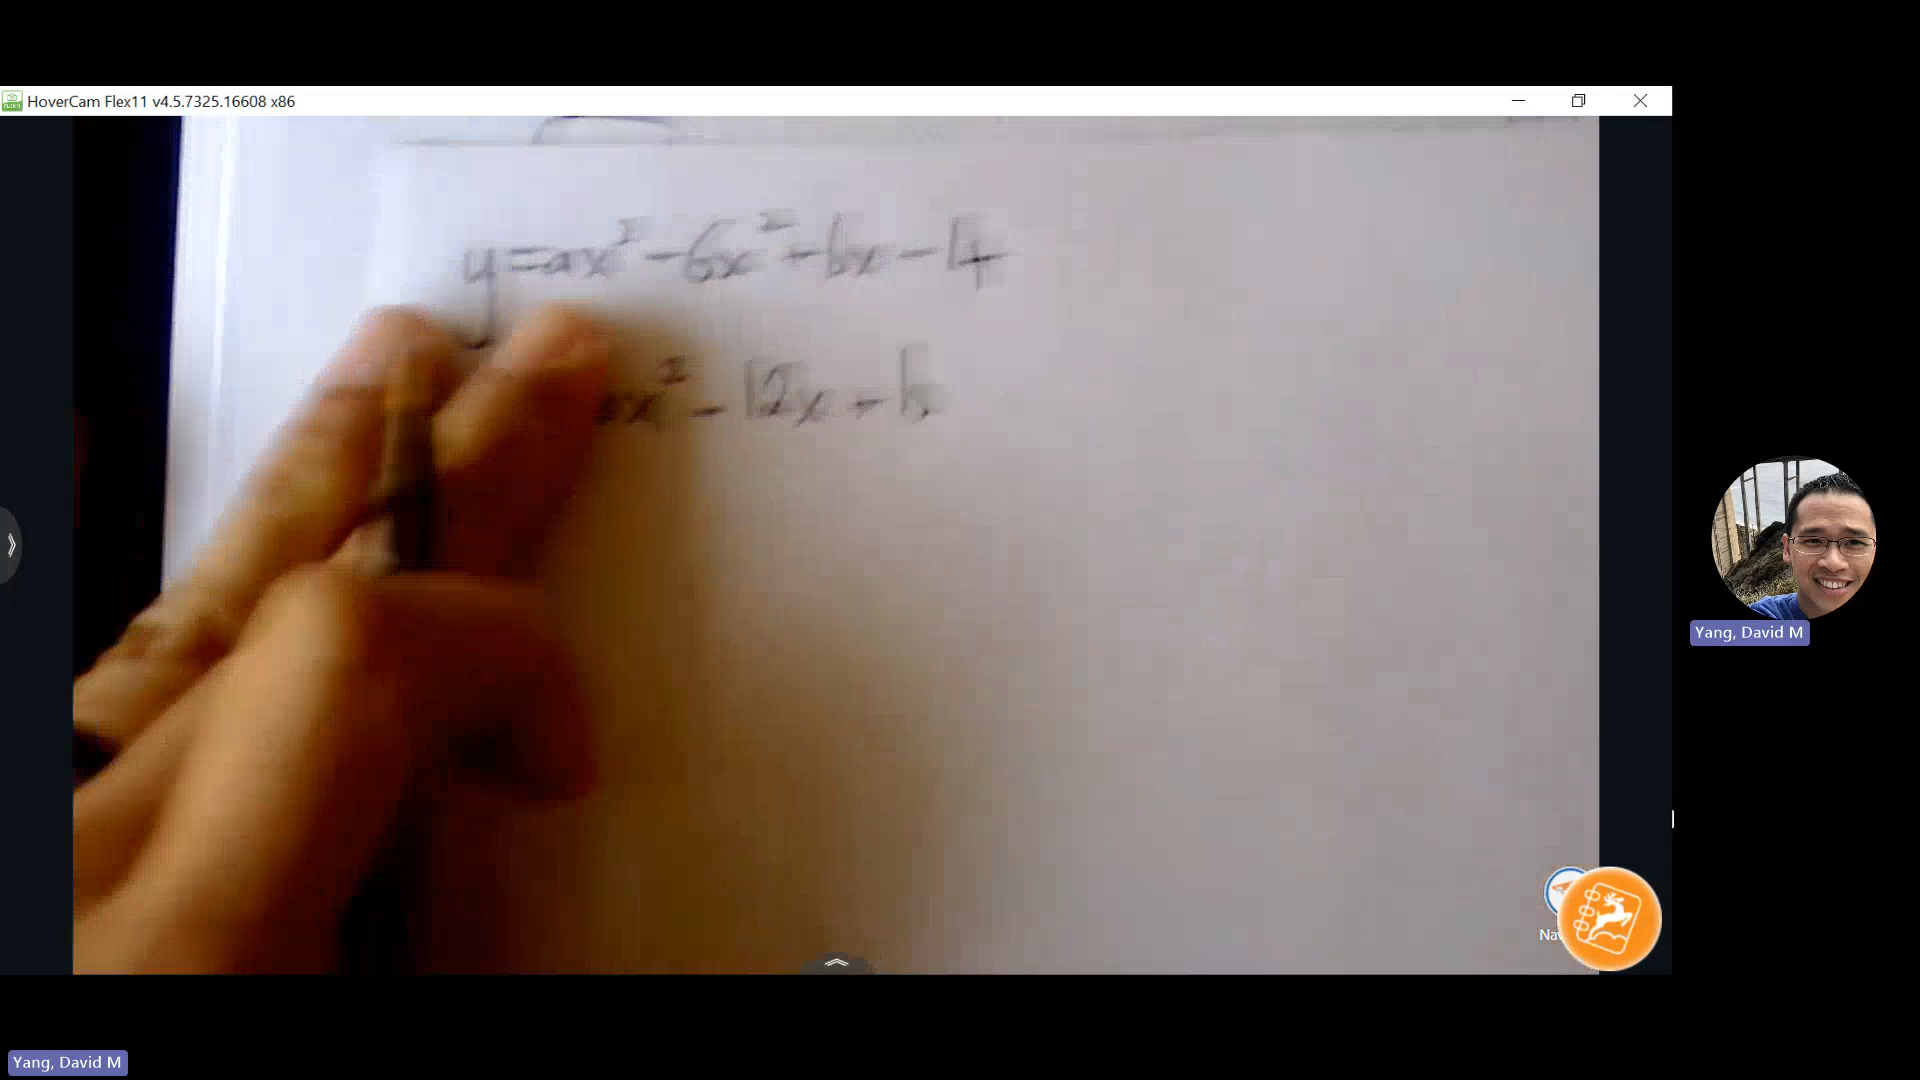 HoverCam Flex11 v4.5.7325.16608 x86
y=ax³-6x²+bx-4
x²-12x+b
Yang, David M
Yang, David M